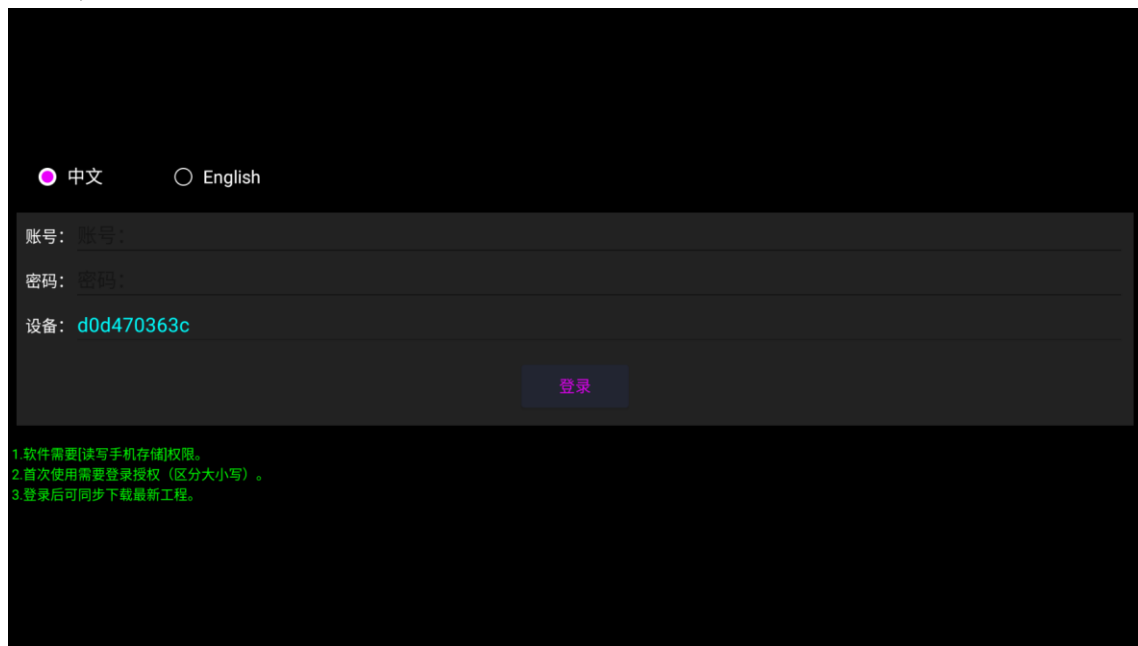 中文 English
账号： 账号：
密码： 密码：
设备： d0d470363c
登录
1.软件需要[读写手机存储]权限。
2.首次使用需要登录授权（区分大小写）。
3.登录后可同步下载最新工程。